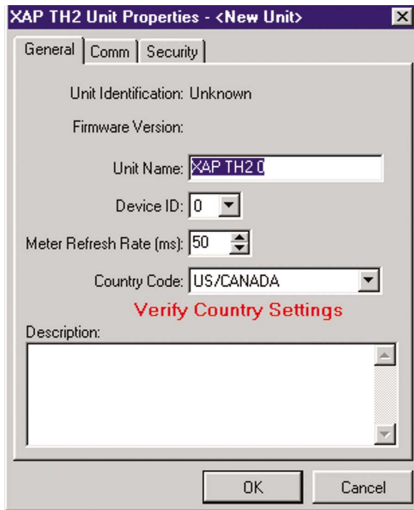 XAP TH2 Unit Properties - <New Unit>
General Comm Security
Unit Identification: Unknown
Firmware Version:
Unit Name: XAP TH2 0
Device ID: 0
Meter Refresh Rate (ms): 50
Country Code: US/CANADA
Verify Country Settings
Description:
OK Cancel